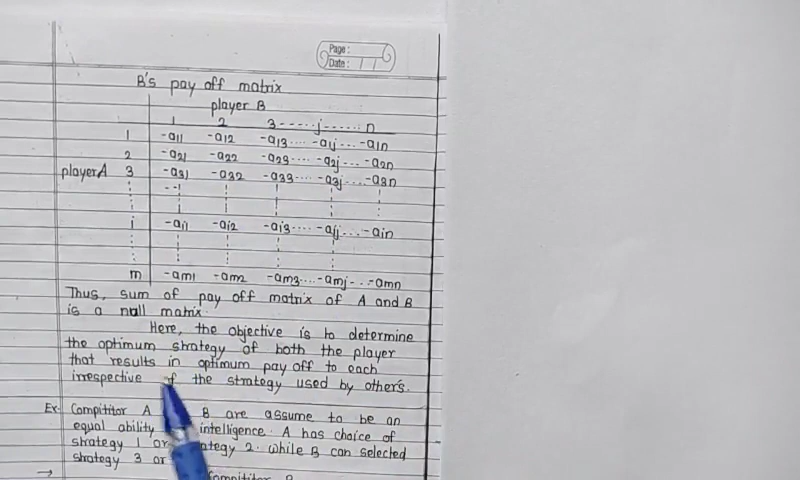 Page :
Date : / /
B's pay off matrix
player B
1 2 3 ----- j ------ n
1 -a11 -a12 -a13 .... -a1j ... -a1n
2 -a21 -a22 -a23 .... -a2j ... -a2n
playerA 3 -a31 -a32 -a33 .... -a3j .... -a3n
i -ai1 -ai2 -ai3 .... -aij ... -ain
m -am1 -am2 -am3 .... -amj ... -amn
Thus, sum of pay off matrix of A and B
is a null matrix.
Here, the objective is to determine
the optimum strategy of both the player
that results in optimum pay off to each
irrespective of the strategy used by other's.
Ex. Compititor A B are assume to be an
equal ability intelligence. A has choice of
strategy 1 or strategy 2. while B can selected
strategy 3 or
→ Compititor B